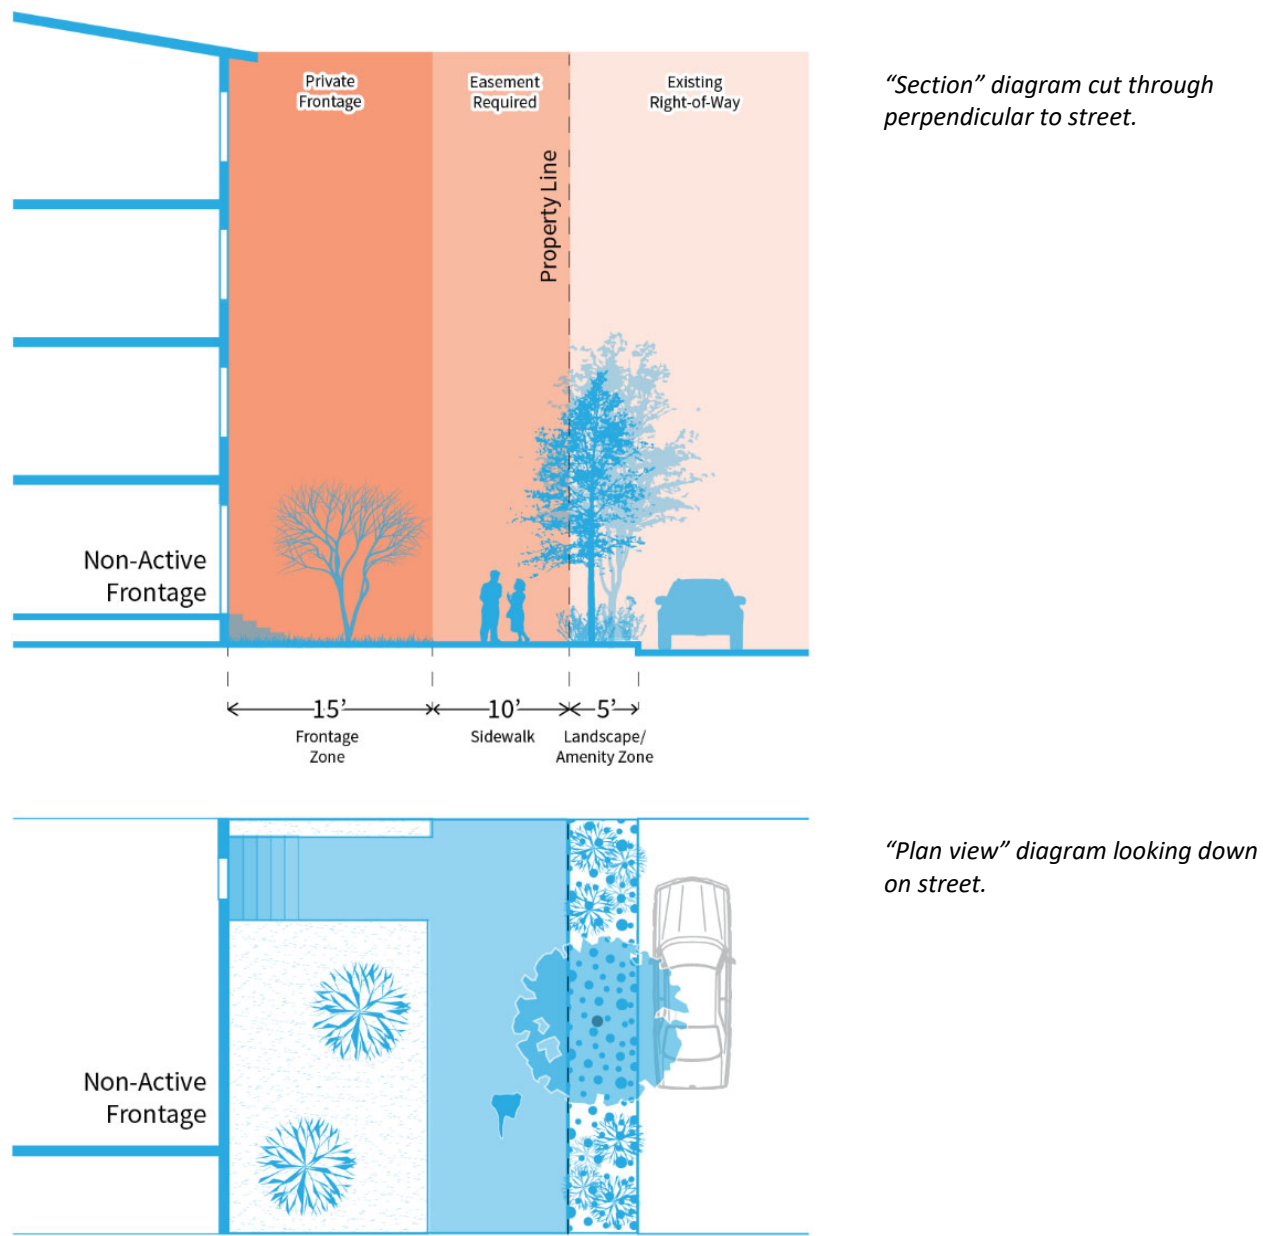 Private
Frontage
Easement
Required
Existing
Right-of-Way
“Section” diagram cut through
perpendicular to street.
Property Line
Non-Active
Frontage
15’
10’
5’
Frontage
Zone
Sidewalk
Landscape/
Amenity Zone
“Plan view” diagram looking down
on street.
Non-Active
Frontage